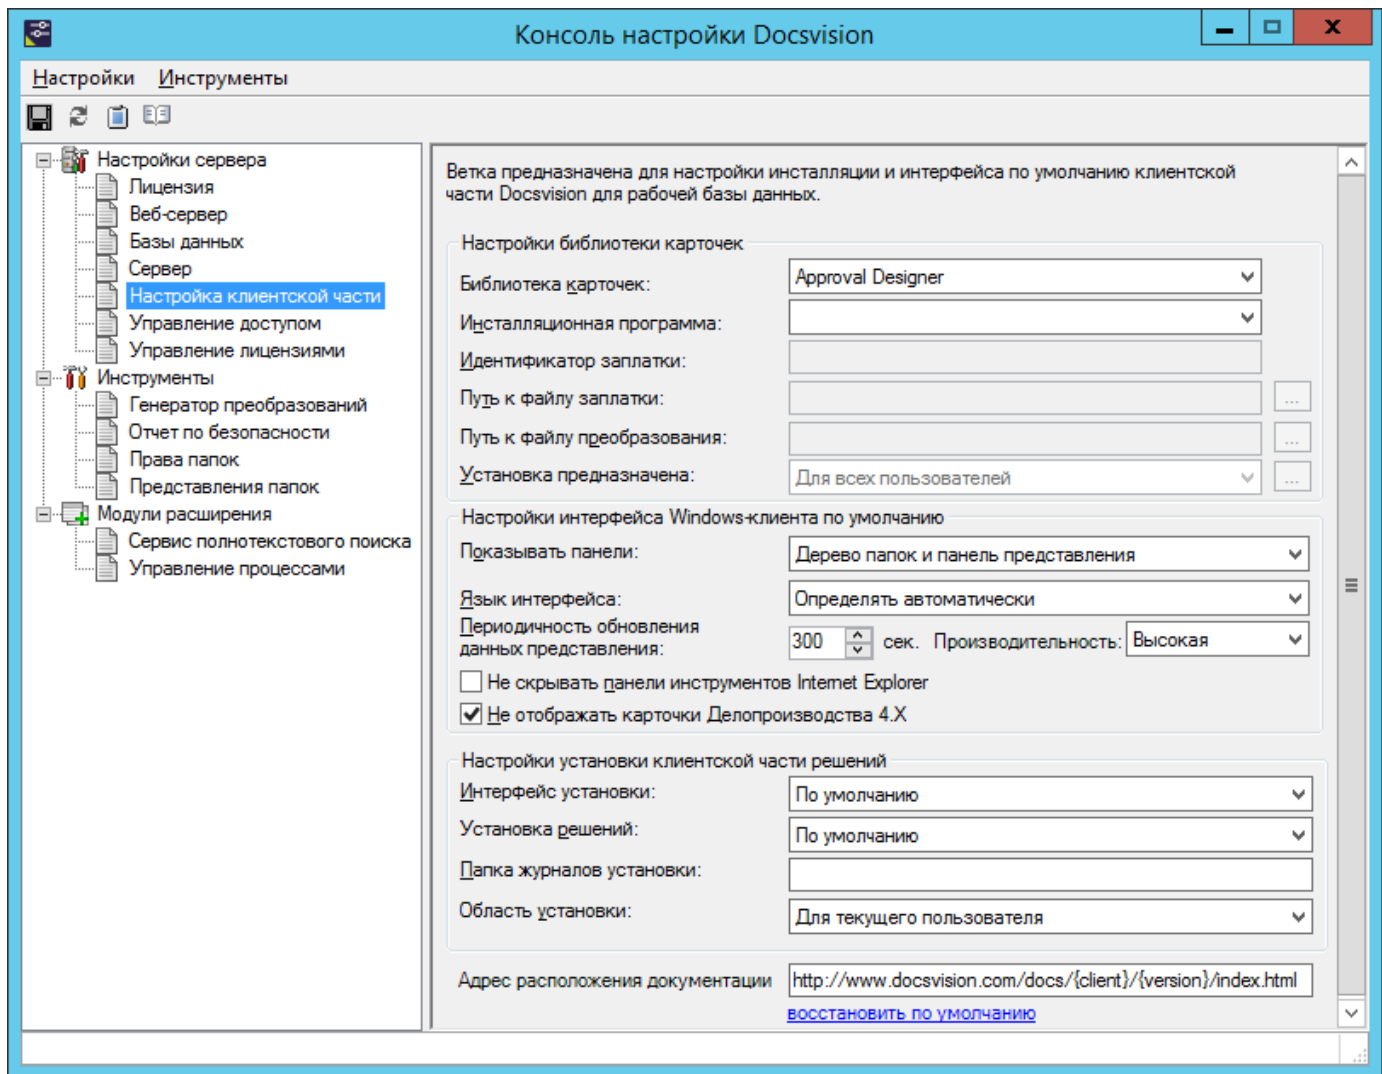 Консоль настройки Docsvision
Настройки Инструменты
Настройки сервера
Лицензия
Веб-сервер
Базы данных
Сервер
Настройка клиентской части
Управление доступом
Управление лицензиями
Инструменты
Генератор преобразований
Отчет по безопасности
Права папок
Представления папок
Модули расширения
Сервис полнотекстового поиска
Управление процессами
Ветка предназначена для настройки инсталляции и интерфейса по умолчанию клиентской
части Docsvision для рабочей базы данных.
Настройки библиотеки карточек
Библиотека карточек: Approval Designer
Инсталляционная программа:
Идентификатор заплатки:
Путь к файлу заплатки: ...
Путь к файлу преобразования: ...
Установка предназначена: Для всех пользователей ...
Настройки интерфейса Windows-клиента по умолчанию
Показывать панели: Дерево папок и панель представления
Язык интерфейса: Определять автоматически
Периодичность обновления
данных представления: 300 сек. Производительность: Высокая
Не скрывать панели инструментов Internet Explorer
Не отображать карточки Делопроизводства 4.X
Настройки установки клиентской части решений
Интерфейс установки: По умолчанию
Установка решений: По умолчанию
Папка журналов установки:
Область установки: Для текущего пользователя
Адрес расположения документации http://www.docsvision.com/docs/{client}/{version}/index.html
восстановить по умолчанию